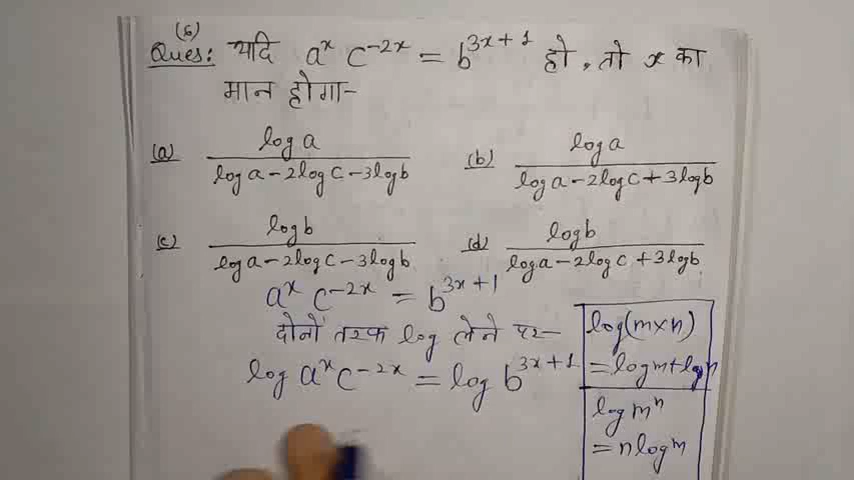 (6)
Ques: यदि a^x c^-2x = b^3x+1 हो, तो x का
मान होगा-
(a) log a / log a - 2log c - 3log b (b) log a / log a - 2log c + 3log b
(c) log b / log a - 2log c - 3log b (d) log b / log a - 2log c + 3log b
a^x c^-2x = b^3x+1
दोनों तरफ log लेने पर-
log a^x c^-2x = log b^3x+1
log(m×n)
= log m + log n
log m^n
= n log m